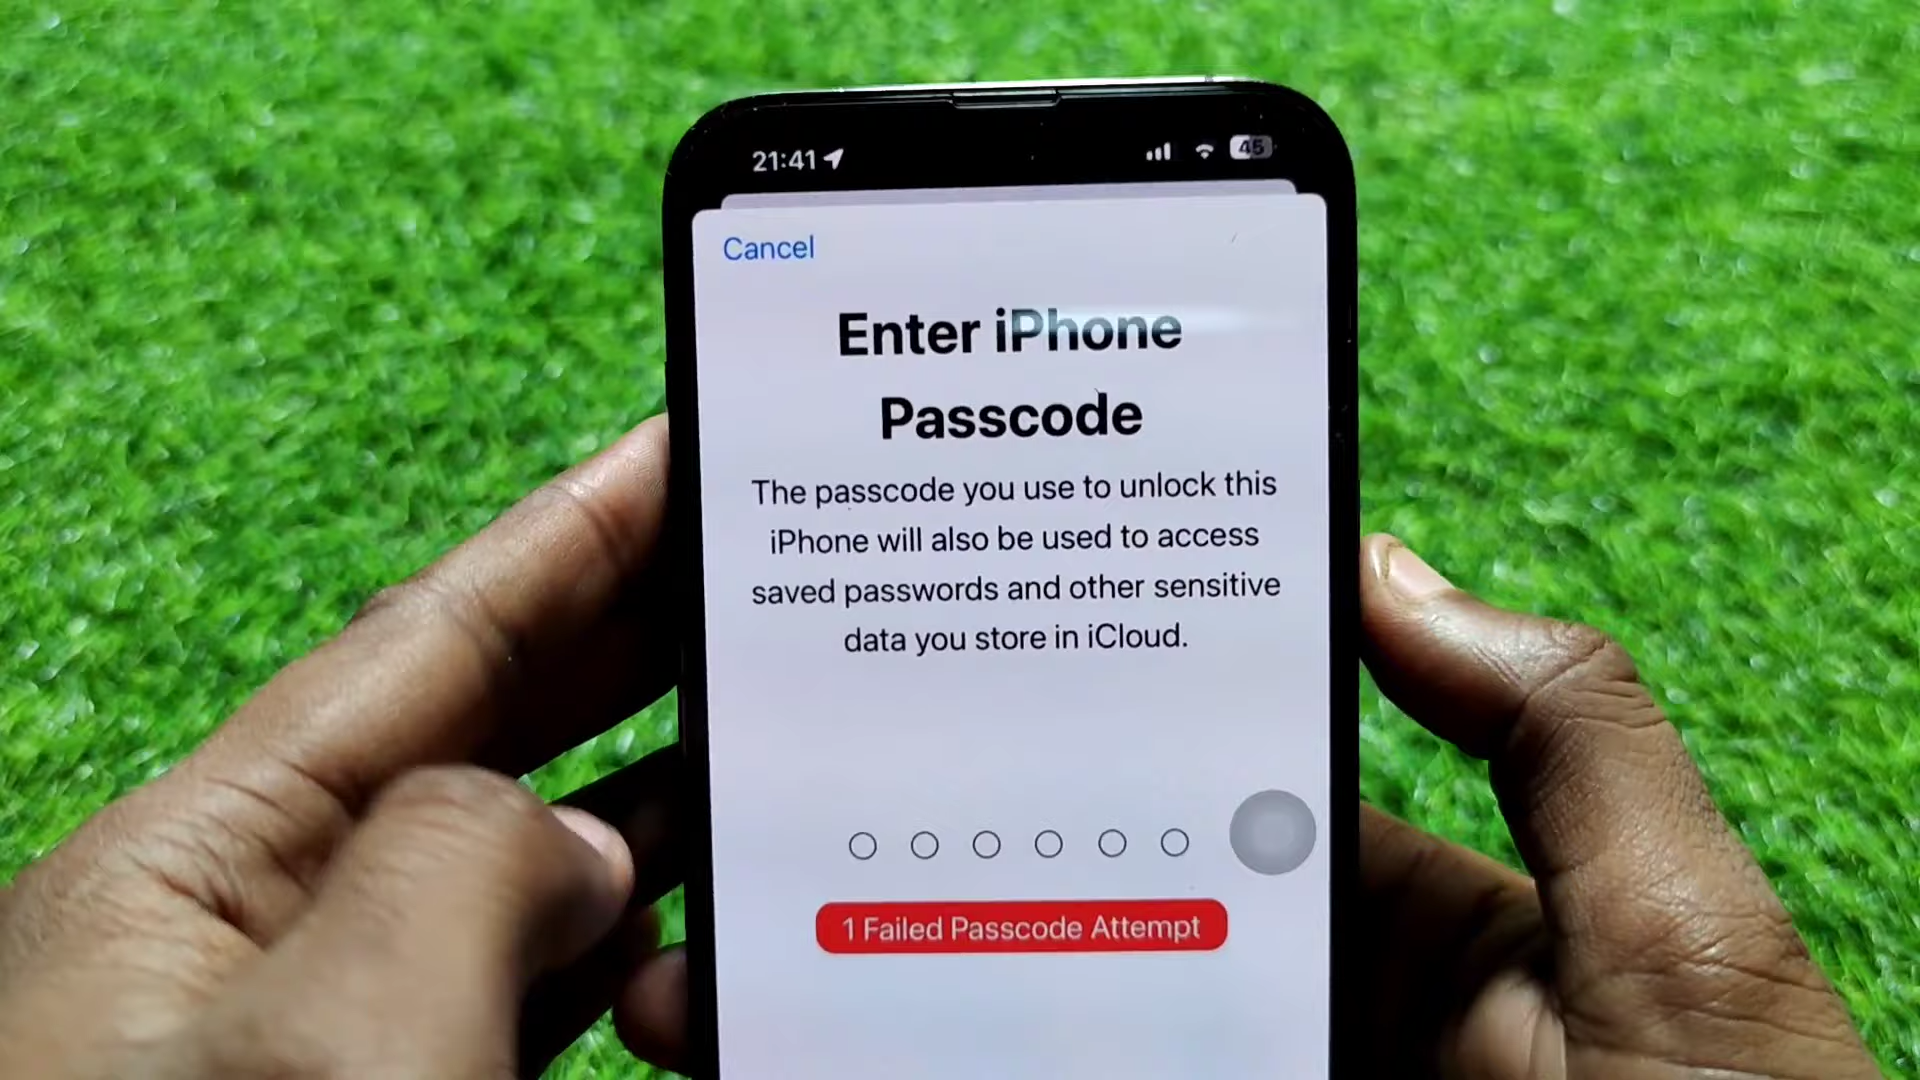 21:41
45
Cancel
Enter iPhone
Passcode
The passcode you use to unlock this
iPhone will also be used to access
saved passwords and other sensitive
data you store in iCloud.
1 Failed Passcode Attempt